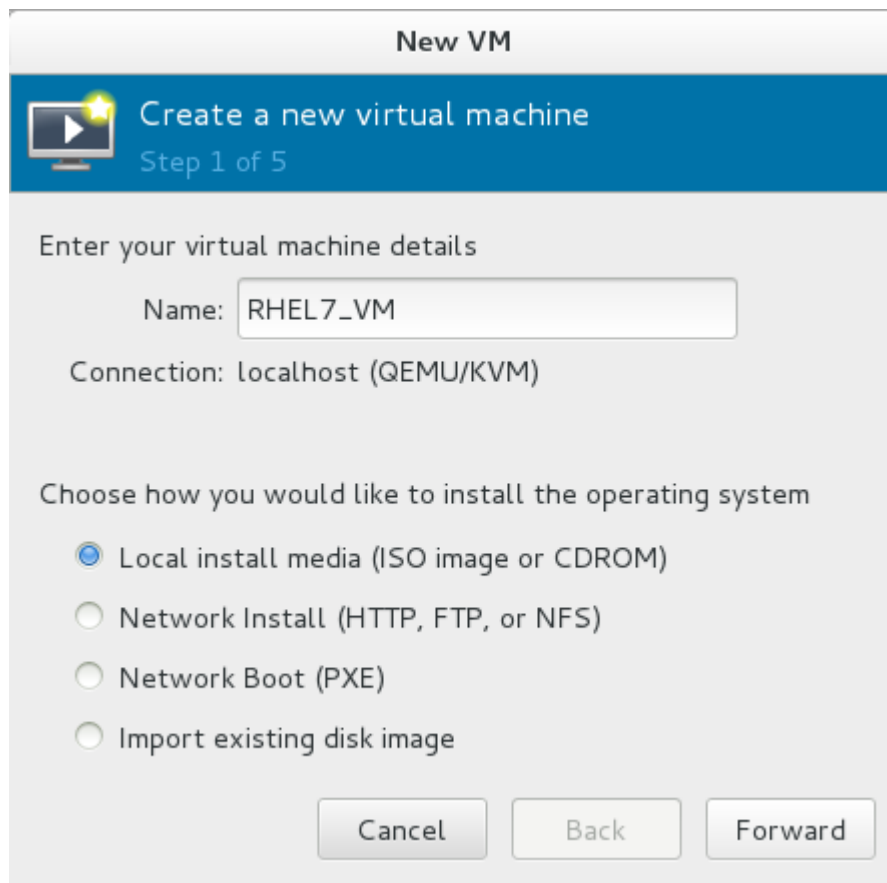 New VM
Create a new virtual machine
Step 1 of 5
Enter your virtual machine details
Name: RHEL7_VM
Connection: localhost (QEMU/KVM)
Choose how you would like to install the operating system
Local install media (ISO image or CDROM)
Network Install (HTTP, FTP, or NFS)
Network Boot (PXE)
Import existing disk image
Cancel Back Forward